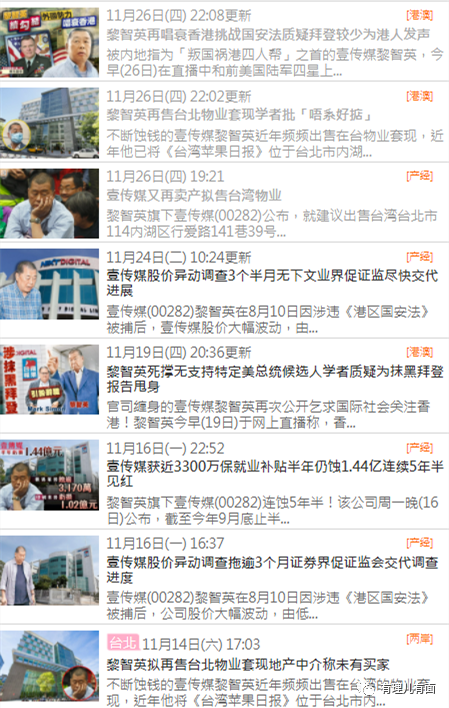 11月26日(四) 22:08更新
[港澳]
黎智英再唱衰香港挑战国安法质疑拜登较少为港人发声
被内地指为「叛国祸港四人帮」之首的壹传媒黎智英，今
早(26日)在直播中和前美国陆军四星上...
11月26日(四) 22:02更新
[港澳]
黎智英再售台北物业套现学者批「唔系好掂」
不断蚀钱的壹传媒黎智英近年频频出售在台物业套现，近
年他已将《台湾苹果日报》位于台北市内湖...
11月26日(四) 19:21
[产经]
壹传媒又再卖产拟售台湾物业
黎智英旗下壹传媒(00282)公布，就建议出售台湾台北市
114内湖区行爱路141巷39号...
NEXT DIGITAL
11月24日(二) 10:24更新
[产经]
壹传媒股价异动调查3个半月无下文业界促证监尽快交代
进展
壹传媒(00282)黎智英在8月10日因涉违《港区国安法》
被捕后，壹传媒股价大幅波动，由...
涉抹黑拜登
DIGITAL
Mark Simon
11月19日(四) 20:36更新
[港澳]
黎智英死撑无支持特定美总统候选人学者质疑为抹黑拜登
报告甩身
官司缠身的壹传媒黎智英再次公开乞求国际社会关注香
港！黎智英今早(19日)于网上直播称，香...
1.44億元
3,170萬
1.02億元
11月16日(一) 22:52
[产经]
壹传媒获近3300万保就业补贴半年仍蚀1.44亿连续5年半
见红
黎智英旗下壹传媒(00282)连蚀5年半！该公司周一晚(16
日)公布，截至今年9月底止半...
11月16日(一) 16:37
[产经]
壹传媒股价异动调查拖逾3个月证券界促证监会交代调查
进度
壹传媒(00282)黎智英在8月10日因涉违《港区国安法》
被捕后，公司股价大幅波动，由低...
台北 11月14日(六) 17:03
[两岸]
黎智英拟再售台北物业套现地产中介称未有买家
不断蚀钱的壹传媒黎智英近年频频出售在台湾的物业套
现，近年他已将《台湾苹果日报》位于台北市内...